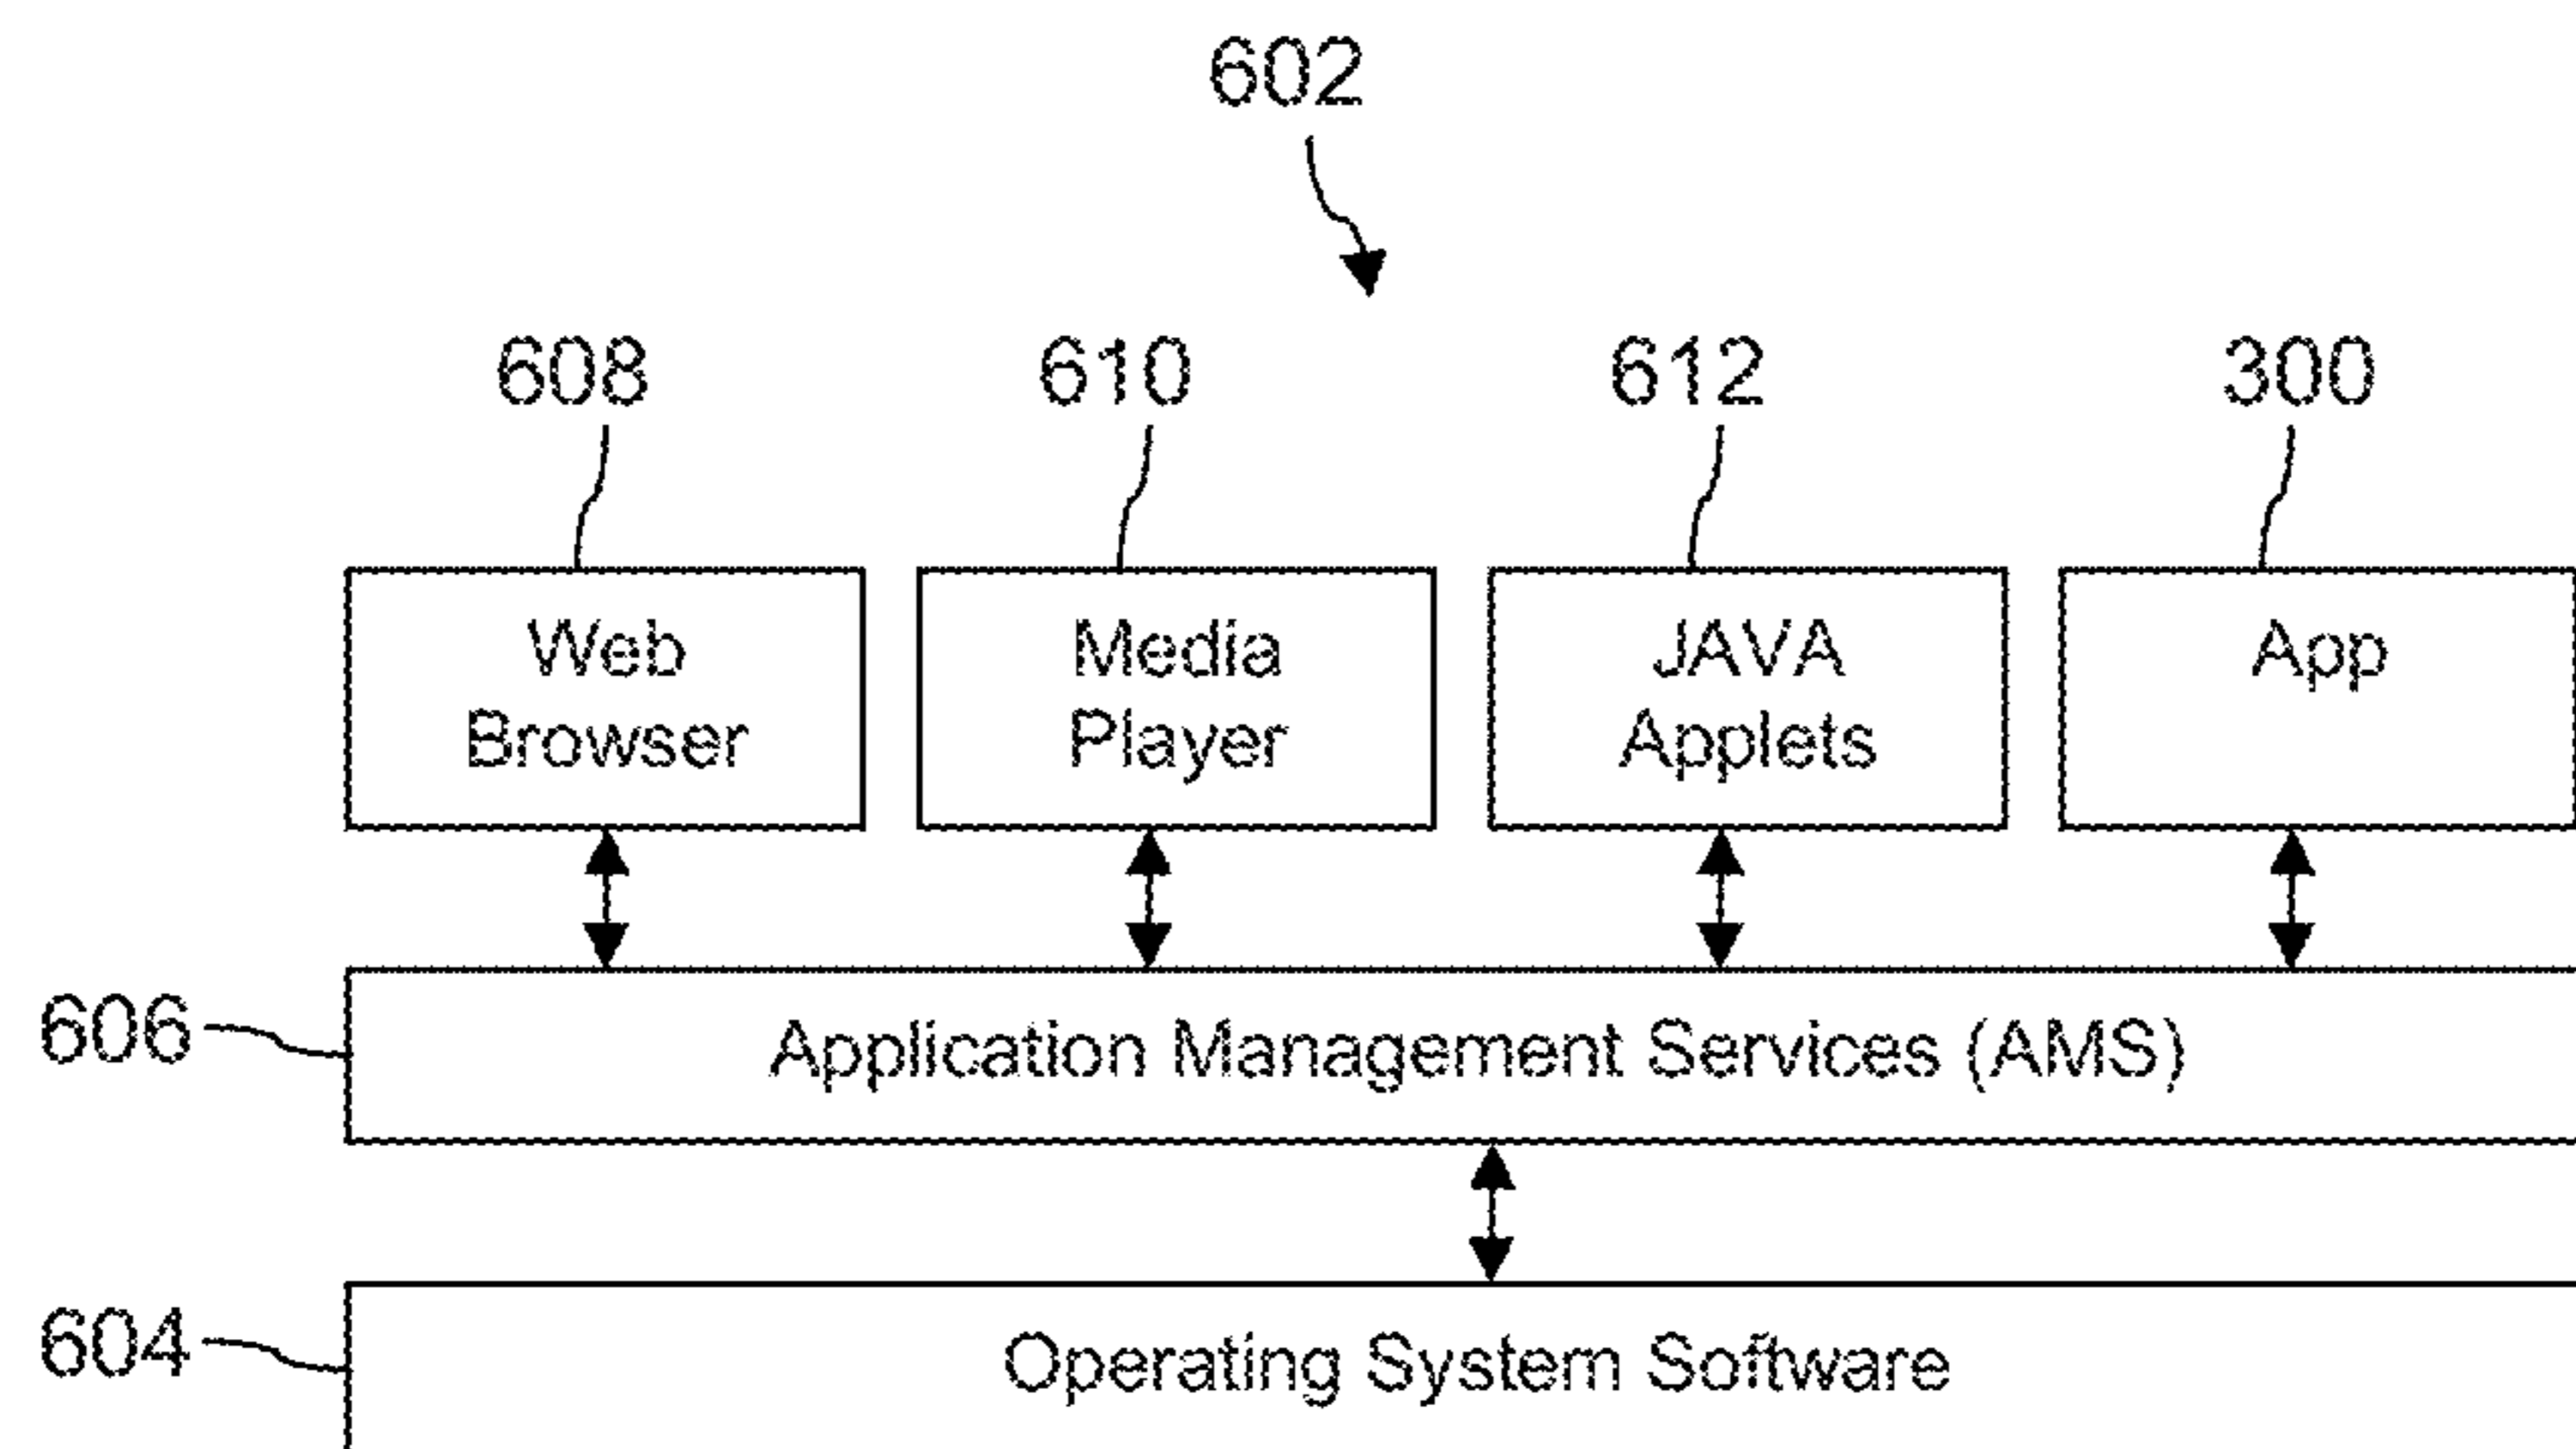 602
608
610
612
300
Web
Browser
Media
Player
JAVA
Applets
App
606
Application Management Services (AMS)
604
Operating System Software